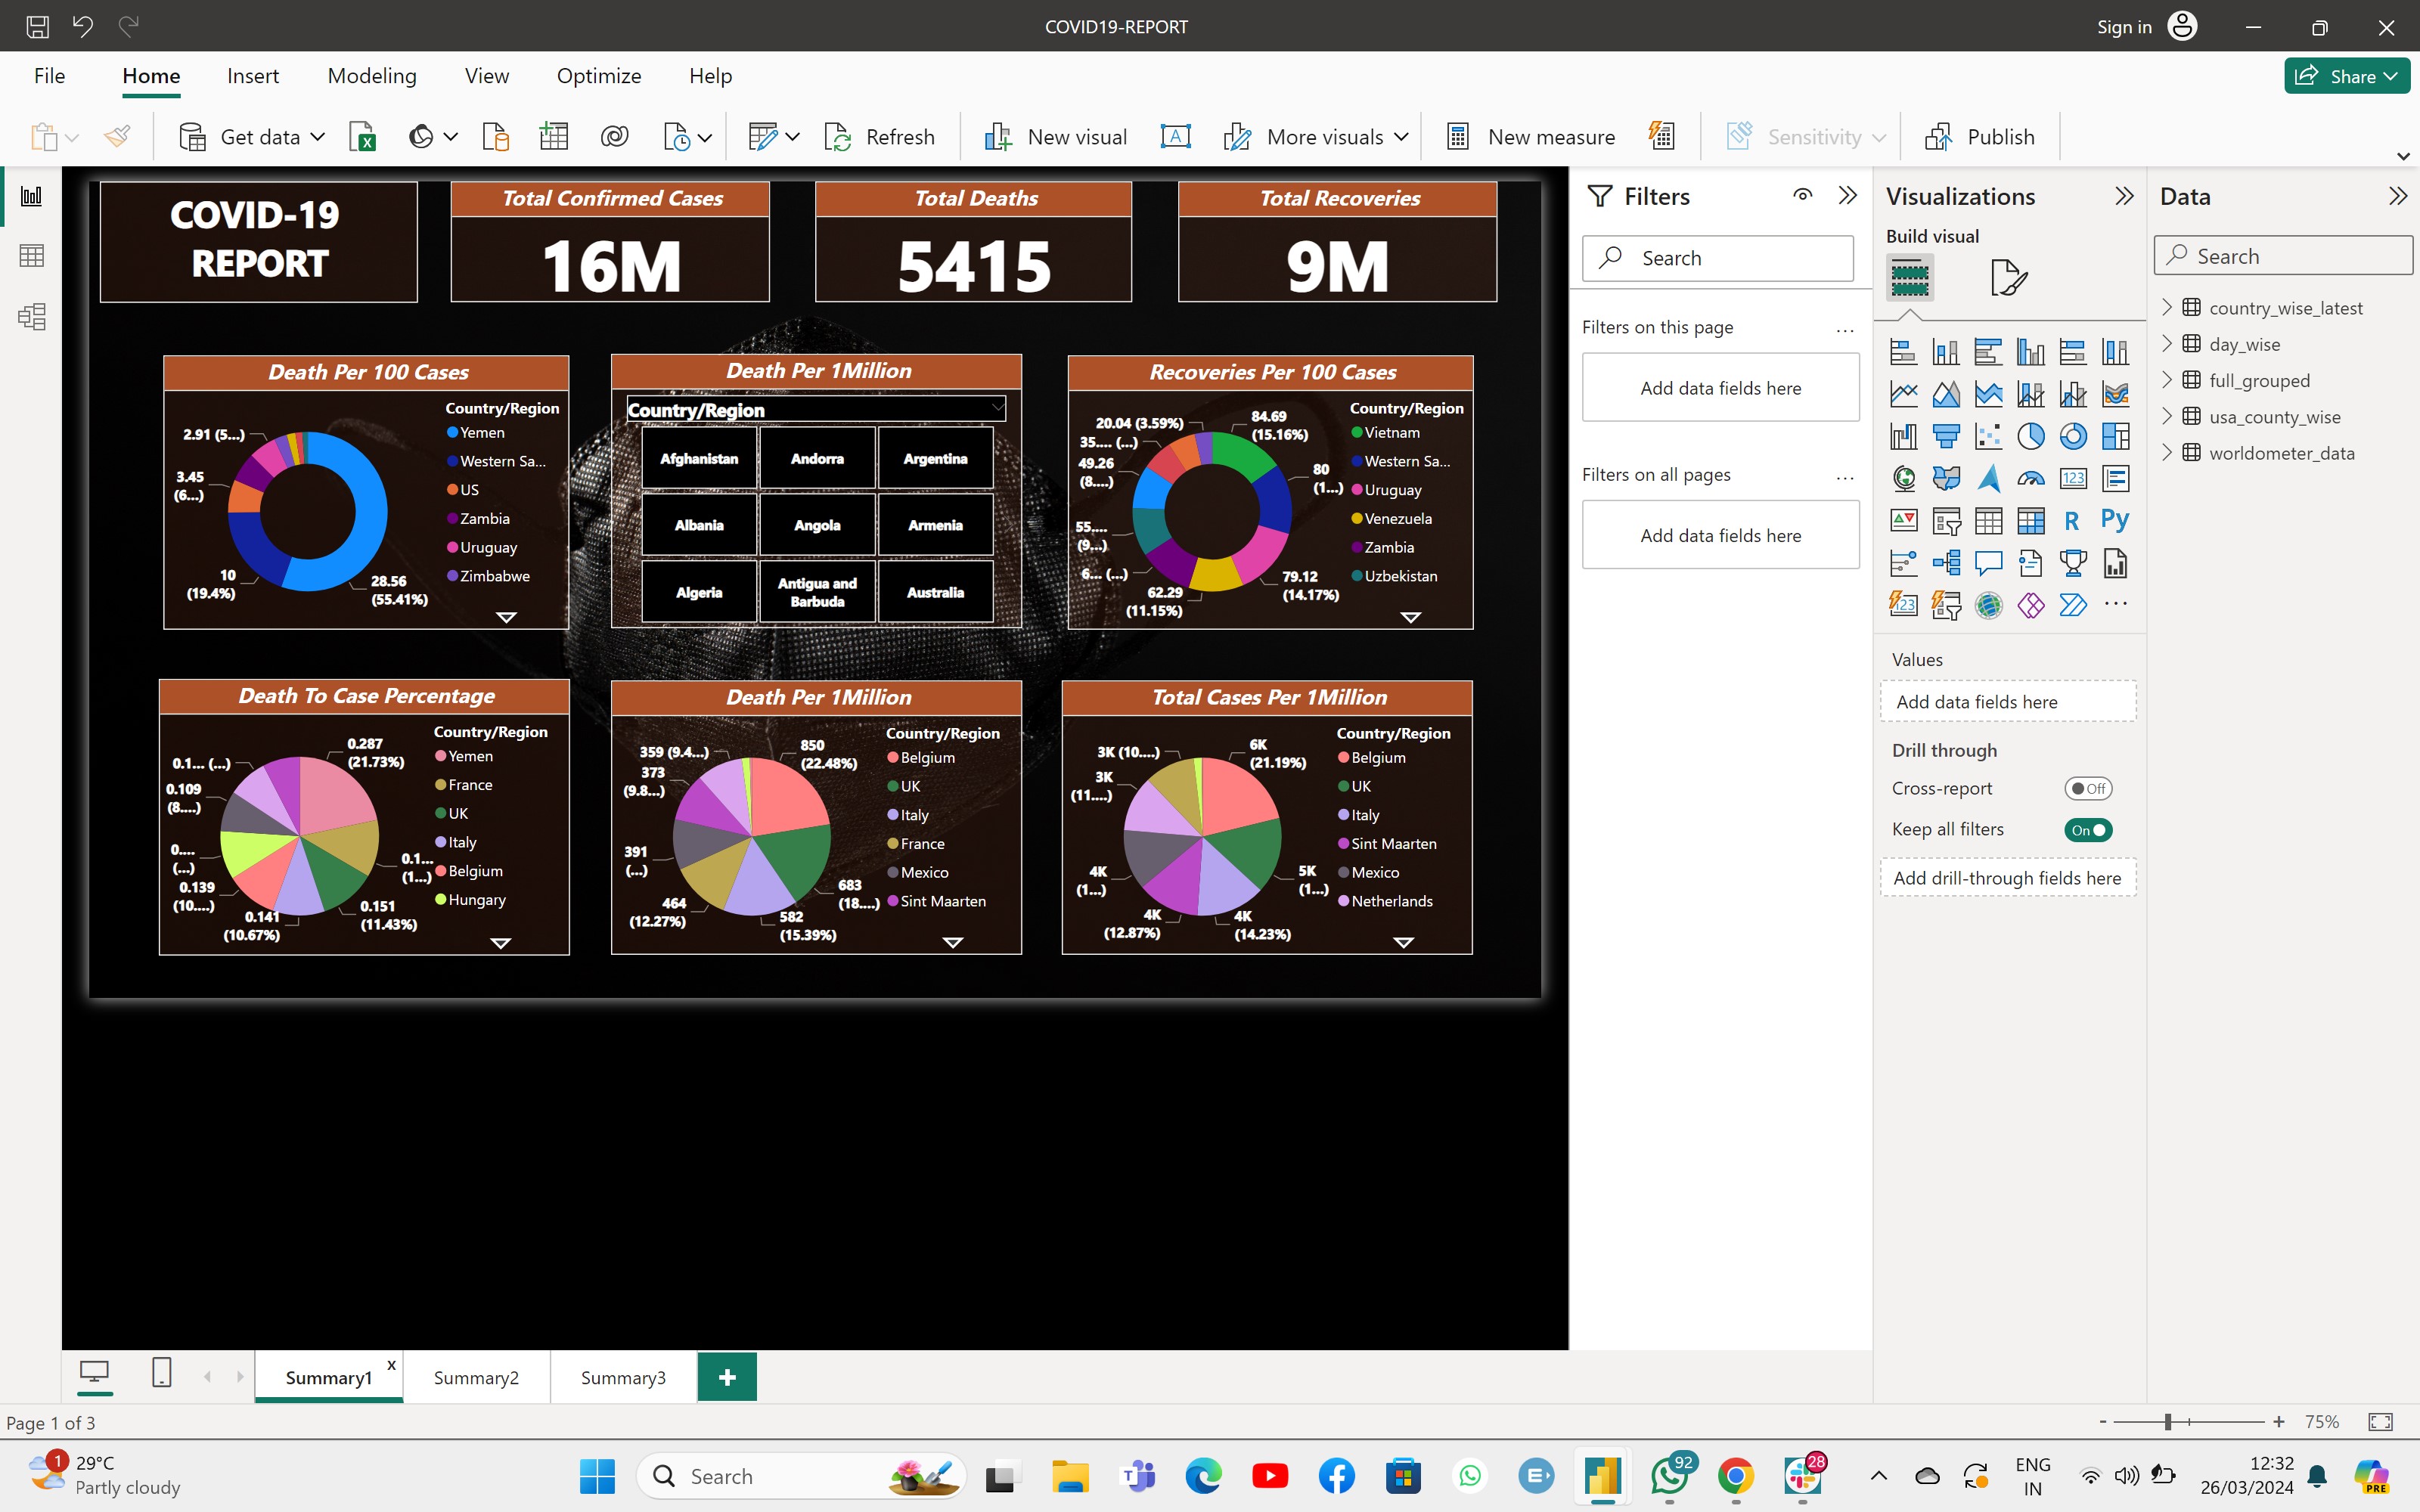 COVID19-REPORT
Sign in
File Home Insert Modeling View Optimize Help
Share
Get data
Refresh
New visual
More visuals
New measure
Sensitivity
Publish
COVID-19
REPORT
Total Confirmed Cases
16M
Total Deaths
5415
Total Recoveries
9M
Death Per 100 Cases
Country/Region
Yemen
Western Sa...
US
Zambia
Uruguay
Zimbabwe
2.91 (5...)
3.45
(6...)
10
(19.4%)
28.56
(55.41%)
Death Per 1Million
Country/Region
Afghanistan Andorra Argentina
Albania Angola Armenia
Algeria Antigua and Barbuda Australia
Recoveries Per 100 Cases
Country/Region
Vietnam
Western Sa...
Uruguay
Venezuela
Zambia
Uzbekistan
20.04 (3.59%)
84.69
(15.16%)
35.... (...)
49.26
(8....)
80
(1...)
55....
(9...)
6... (...)
62.29
(11.15%)
79.12
(14.17%)
Death To Case Percentage
Country/Region
Yemen
France
UK
Italy
Belgium
Hungary
0.287
(21.73%)
0.1... (...)
0.109
(8....)
0....
(...)
0.139
(10....)
0.141
(10.67%)
0.151
(11.43%)
0.1...
(1...)
Death Per 1Million
Country/Region
Belgium
UK
Italy
France
Mexico
Sint Maarten
359 (9.4...)
850
(22.48%)
373
(9.8...)
391
(...)
464
(12.27%)
582
(15.39%)
683
(18....)
Total Cases Per 1Million
Country/Region
Belgium
UK
Italy
Sint Maarten
Mexico
Netherlands
3K (10....)
6K
(21.19%)
3K
(11....)
4K
(1...)
4K
(12.87%)
4K
(14.23%)
5K
(1...)
Filters
Search
Filters on this page
...
Add data fields here
Filters on all pages
...
Add data fields here
Visualizations
Build visual
123
R
Py
123
...
Values
Add data fields here
Drill through
Cross-report
Off
Keep all filters
On
Add drill-through fields here
Data
Search
country_wise_latest
day_wise
full_grouped
usa_county_wise
worldometer_data
Summary1 x
Summary2
Summary3
+
Page 1 of 3
- + 75%
1
29°C
Partly cloudy
Search
92
28
ENG
IN
12:32
26/03/2024
PRE